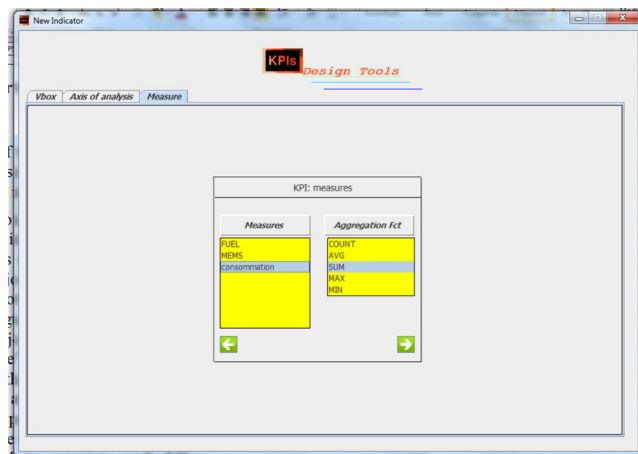 New Indicator
KPIs
Design Tools
Vbox
Axis of analysis
Measure
KPI: measures
Measures
Aggregation Fct
FUEL
MEMS
consommation
COUNT
AVG
SUM
MAX
MIN